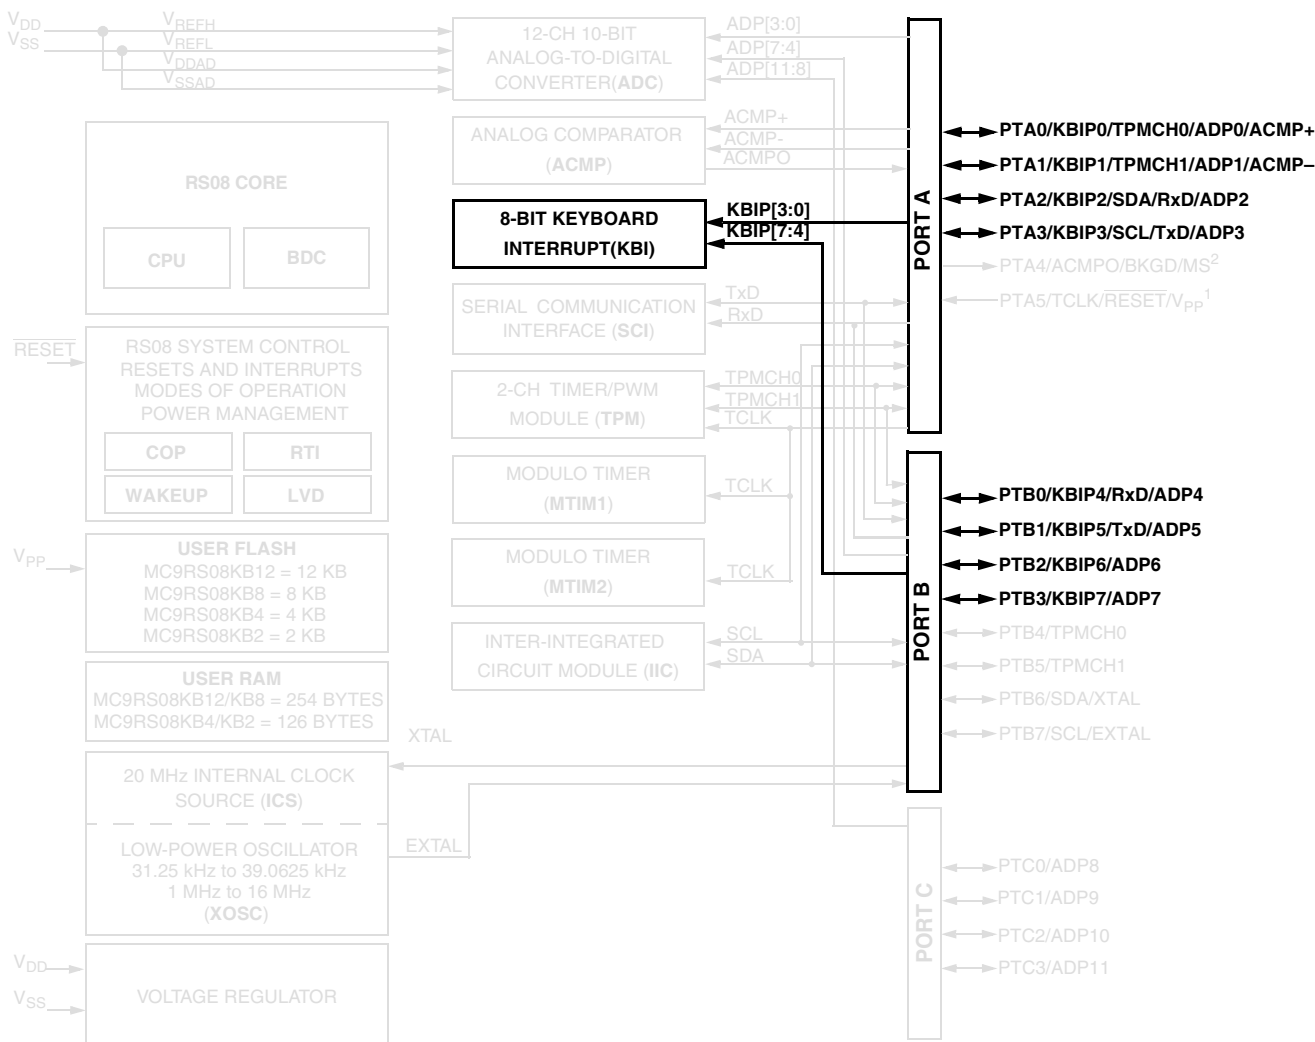 VDD
VSS
VREFH
VREFL
VDDAD
VSSAD
12-CH 10-BIT
ANALOG-TO-DIGITAL
CONVERTER(ADC)
ADP[3:0]
ADP[7:4]
ADP[11:8]
ANALOG COMPARATOR
(ACMP)
ACMP+
ACMP-
ACMPO
RS08 CORE
CPU
BDC
8-BIT KEYBOARD
INTERRUPT(KBI)
KBIP[3:0]
KBIP[7:4]
SERIAL COMMUNICATION
INTERFACE (SCI)
TxD
RxD
RESET
RS08 SYSTEM CONTROL
RESETS AND INTERRUPTS
MODES OF OPERATION
POWER MANAGEMENT
COP
RTI
WAKEUP
LVD
2-CH TIMER/PWM
MODULE (TPM)
TPMCH0
TPMCH1
TCLK
MODULO TIMER
(MTIM1)
TCLK
VPP
USER FLASH
MC9RS08KB12 = 12 KB
MC9RS08KB8 = 8 KB
MC9RS08KB4 = 4 KB
MC9RS08KB2 = 2 KB
MODULO TIMER
(MTIM2)
TCLK
INTER-INTEGRATED
CIRCUIT MODULE (IIC)
SCL
SDA
USER RAM
MC9RS08KB12/KB8 = 254 BYTES
MC9RS08KB4/KB2 = 126 BYTES
XTAL
20 MHz INTERNAL CLOCK
SOURCE (ICS)
LOW-POWER OSCILLATOR
31.25 kHz to 39.0625 kHz
1 MHz to 16 MHz
(XOSC)
EXTAL
VDD
VSS
VOLTAGE REGULATOR
PORT A
PTA0/KBIP0/TPMCH0/ADP0/ACMP+
PTA1/KBIP1/TPMCH1/ADP1/ACMP–
PTA2/KBIP2/SDA/RxD/ADP2
PTA3/KBIP3/SCL/TxD/ADP3
PTA4/ACMPO/BKGD/MS2
PTA5/TCLK/RESET/VPP1
PORT B
PTB0/KBIP4/RxD/ADP4
PTB1/KBIP5/TxD/ADP5
PTB2/KBIP6/ADP6
PTB3/KBIP7/ADP7
PTB4/TPMCH0
PTB5/TPMCH1
PTB6/SDA/XTAL
PTB7/SCL/EXTAL
PORT C
PTC0/ADP8
PTC1/ADP9
PTC2/ADP10
PTC3/ADP11